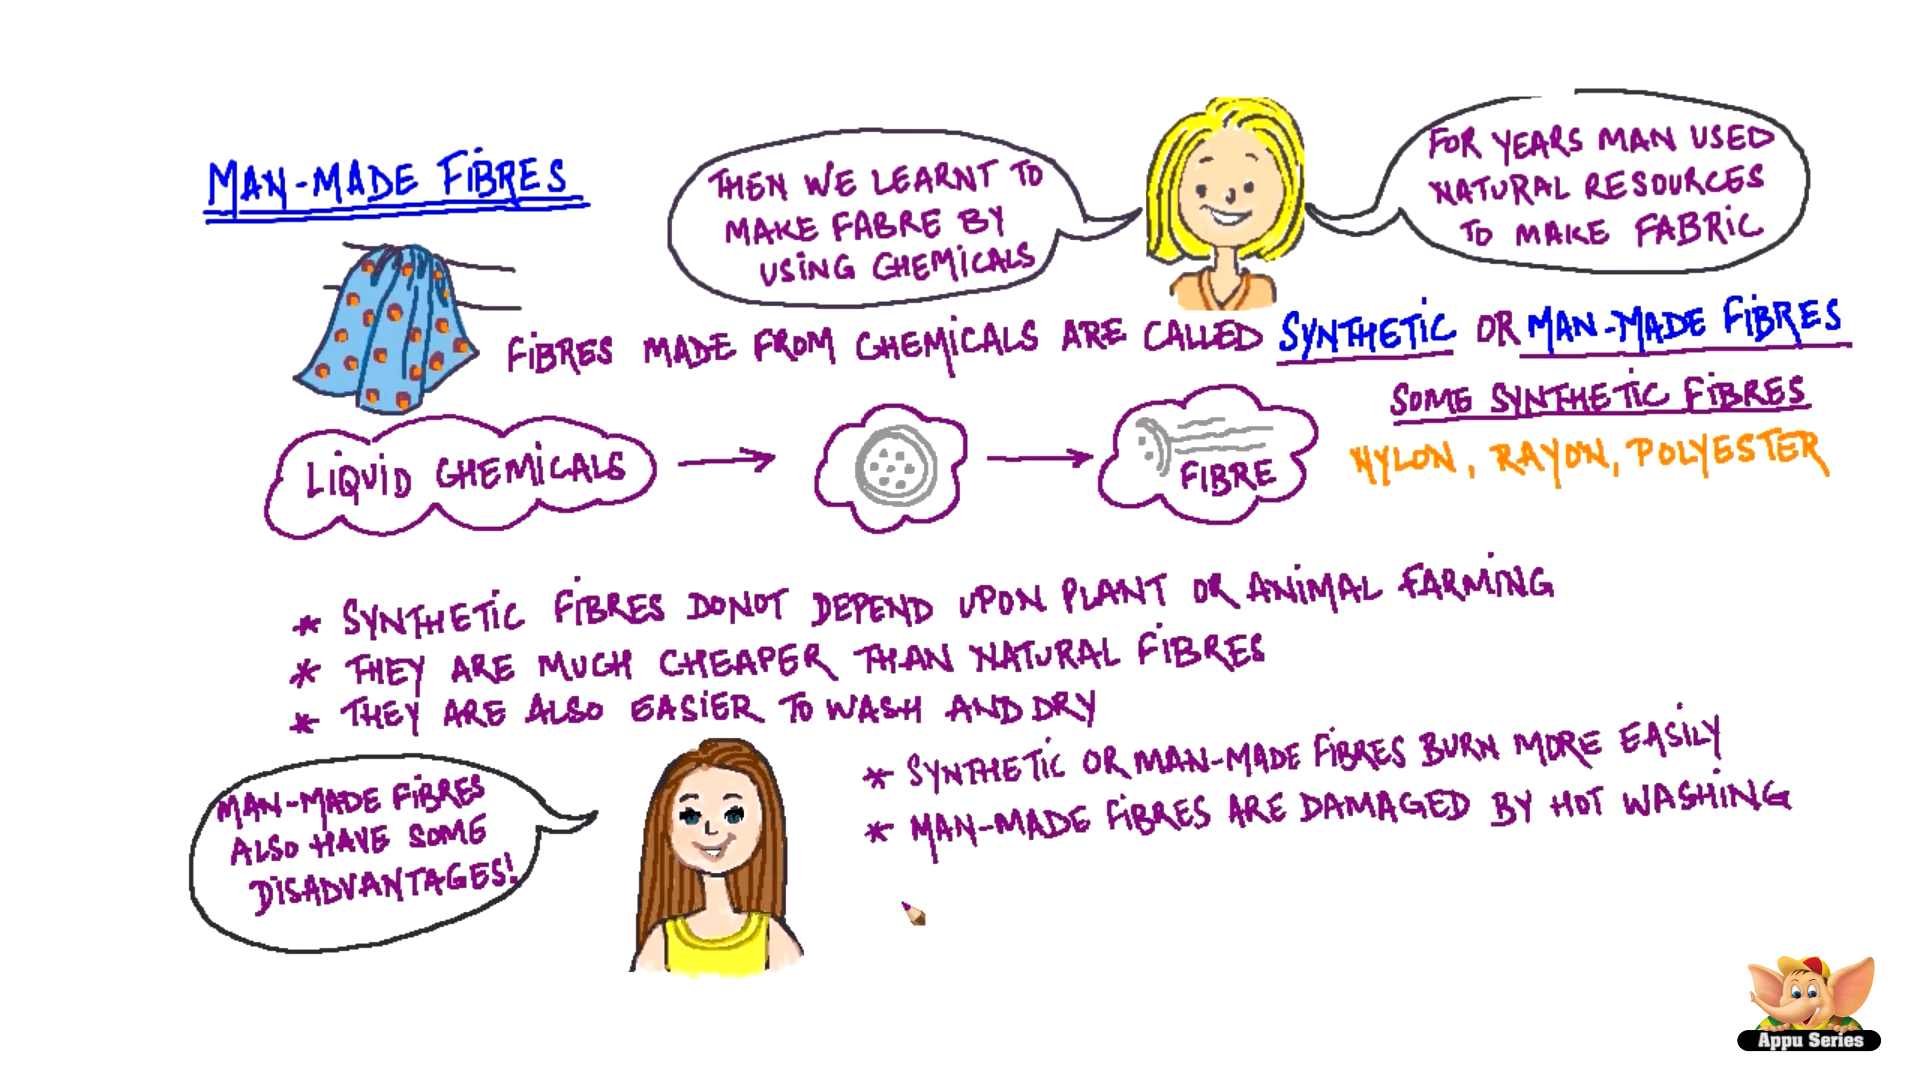 MAN-MADE FIBRES
FOR YEARS MAN USED
NATURAL RESOURCES
TO MAKE FABRIC
THEN WE LEARNT TO
MAKE FABRE BY
USING CHEMICALS
FIBRES MADE FROM CHEMICALS ARE CALLED SYNTHETIC OR MAN-MADE FIBRES
SOME SYNTHETIC FIBRES
NYLON, RAYON, POLYESTER
LIQUID CHEMICALS
FIBRE
* SYNTHETIC FIBRES DONOT DEPEND UPON PLANT OR ANIMAL FARMING
* THEY ARE MUCH CHEAPER THAN NATURAL FIBRES
* THEY ARE ALSO EASIER TO WASH AND DRY
MAN-MADE FIBRES
ALSO HAVE SOME
DISADVANTAGES!
* SYNTHETIC OR MAN-MADE FIBRES BURN MORE EASILY
* MAN-MADE FIBRES ARE DAMAGED BY HOT WASHING
Appu Series